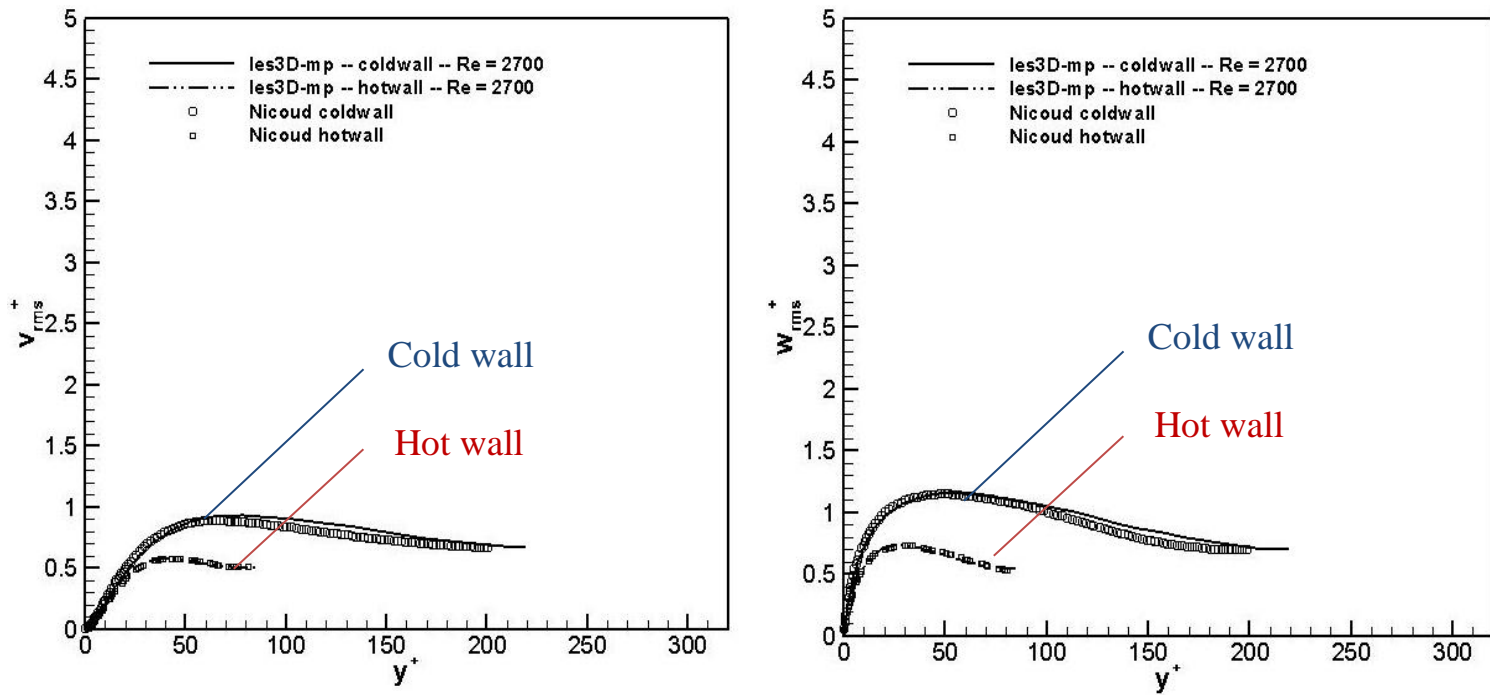 5
4.5
4
3.5
3
2.5
2
1.5
1
0.5
0
v rms +
les3D-mp -- coldwall -- Re = 2700
les3D-mp -- hotwall -- Re = 2700
Nicoud coldwall
Nicoud hotwall
Cold wall
Hot wall
0 50 100 150 200 250 300
y+
5
4.5
4
3.5
3
2.5
2
1.5
1
0.5
0
w rms +
les3D-mp -- coldwall -- Re = 2700
les3D-mp -- hotwall -- Re = 2700
Nicoud coldwall
Nicoud hotwall
Cold wall
Hot wall
0 50 100 150 200 250 300
y+